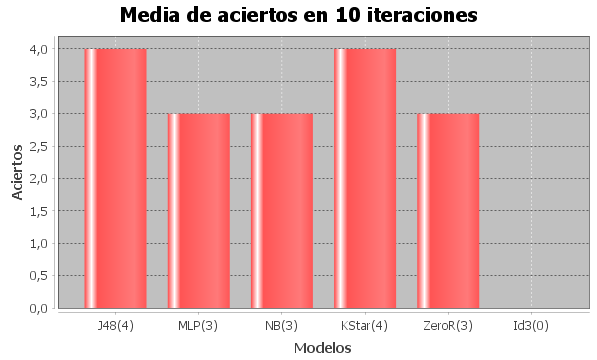 Media de aciertos en 10 iteraciones
Aciertos
4,0
3,5
3,0
2,5
2,0
1,5
1,0
0,5
0,0
J48(4) MLP(3) NB(3) KStar(4) ZeroR(3) Id3(0)
Modelos